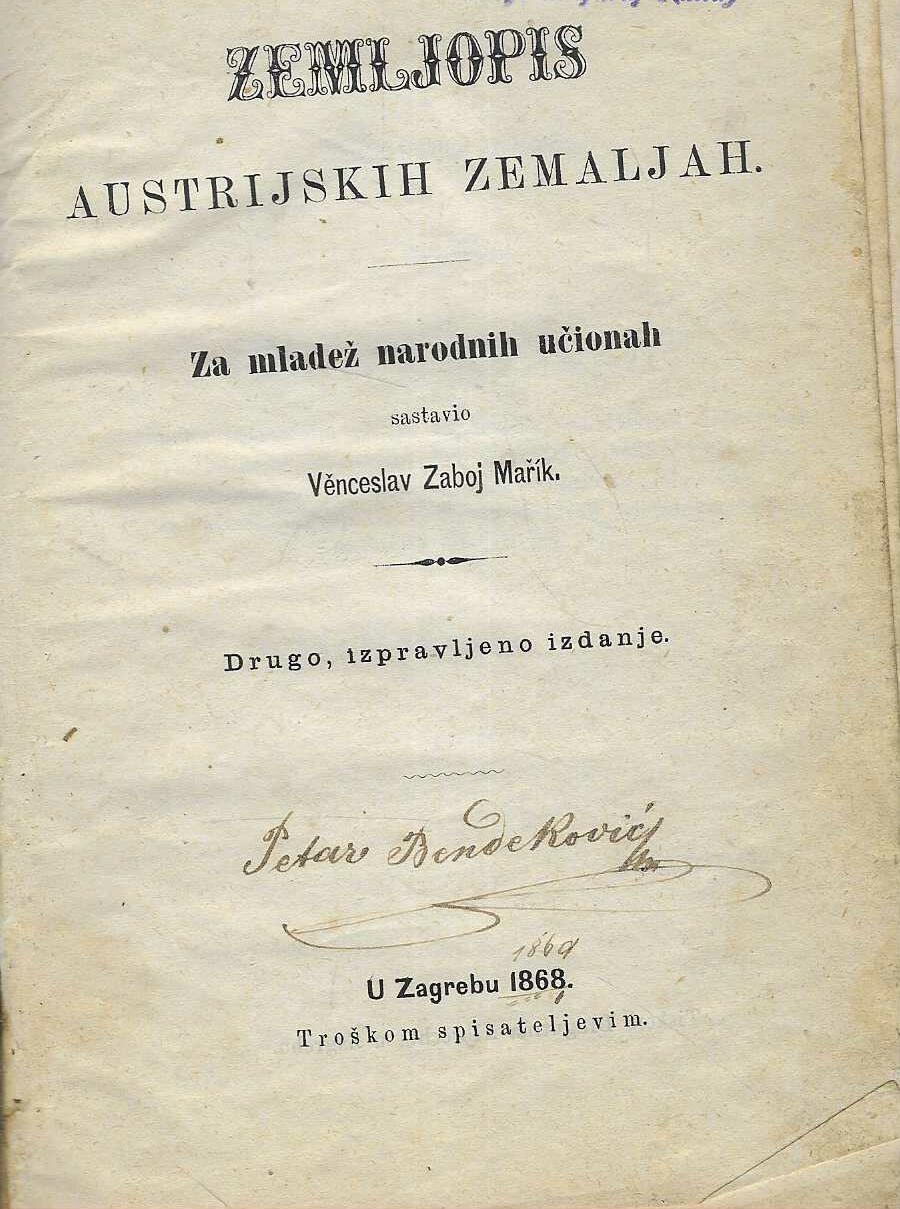 ZEMLJOPIS
AUSTRIJSKIH ZEMALJAH.
Za mladež narodnih učionah
sastavio
Věnceslav Zaboj Mařík.
Drugo, izpravljeno izdanje.
Petar Bendeković
1869
U Zagrebu 1868.
Troškom spisateljevim.